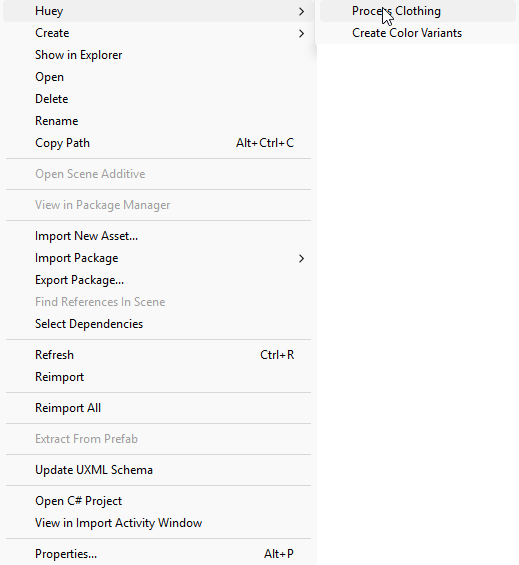 Huey
Process Clothing
Create
Create Color Variants
Show in Explorer
Open
Delete
Rename
Copy Path Alt+Ctrl+C
Open Scene Additive
View in Package Manager
Import New Asset...
Import Package
Export Package...
Find References In Scene
Select Dependencies
Refresh Ctrl+R
Reimport
Reimport All
Extract From Prefab
Update UXML Schema
Open C# Project
View in Import Activity Window
Properties... Alt+P